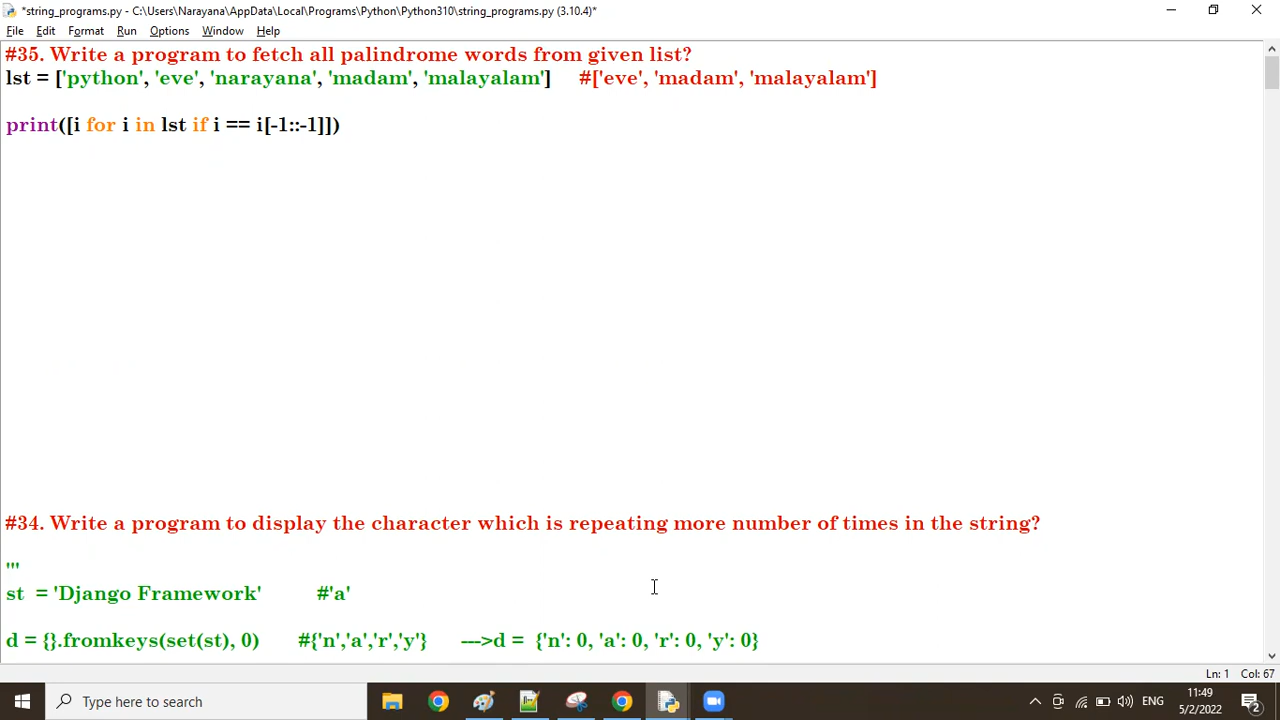 *string_programs.py - C:\Users\Narayana\AppData\Local\Programs\Python\Python310\string_programs.py (3.10.4)*
File Edit Format Run Options Window Help
#35. Write a program to fetch all palindrome words from given list?
lst = ['python', 'eve', 'narayana', 'madam', 'malayalam'] #['eve', 'madam', 'malayalam']
print([i for i in lst if i == i[-1::-1]])
#34. Write a program to display the character which is repeating more number of times in the string?
'''
st = 'Django Framework' #'a'
d = {}.fromkeys(set(st), 0) #{'n','a','r','y'} --->d = {'n': 0, 'a': 0, 'r': 0, 'y': 0}
Ln: 1 Col: 67
Type here to search
ENG
11:49
5/2/2022
2